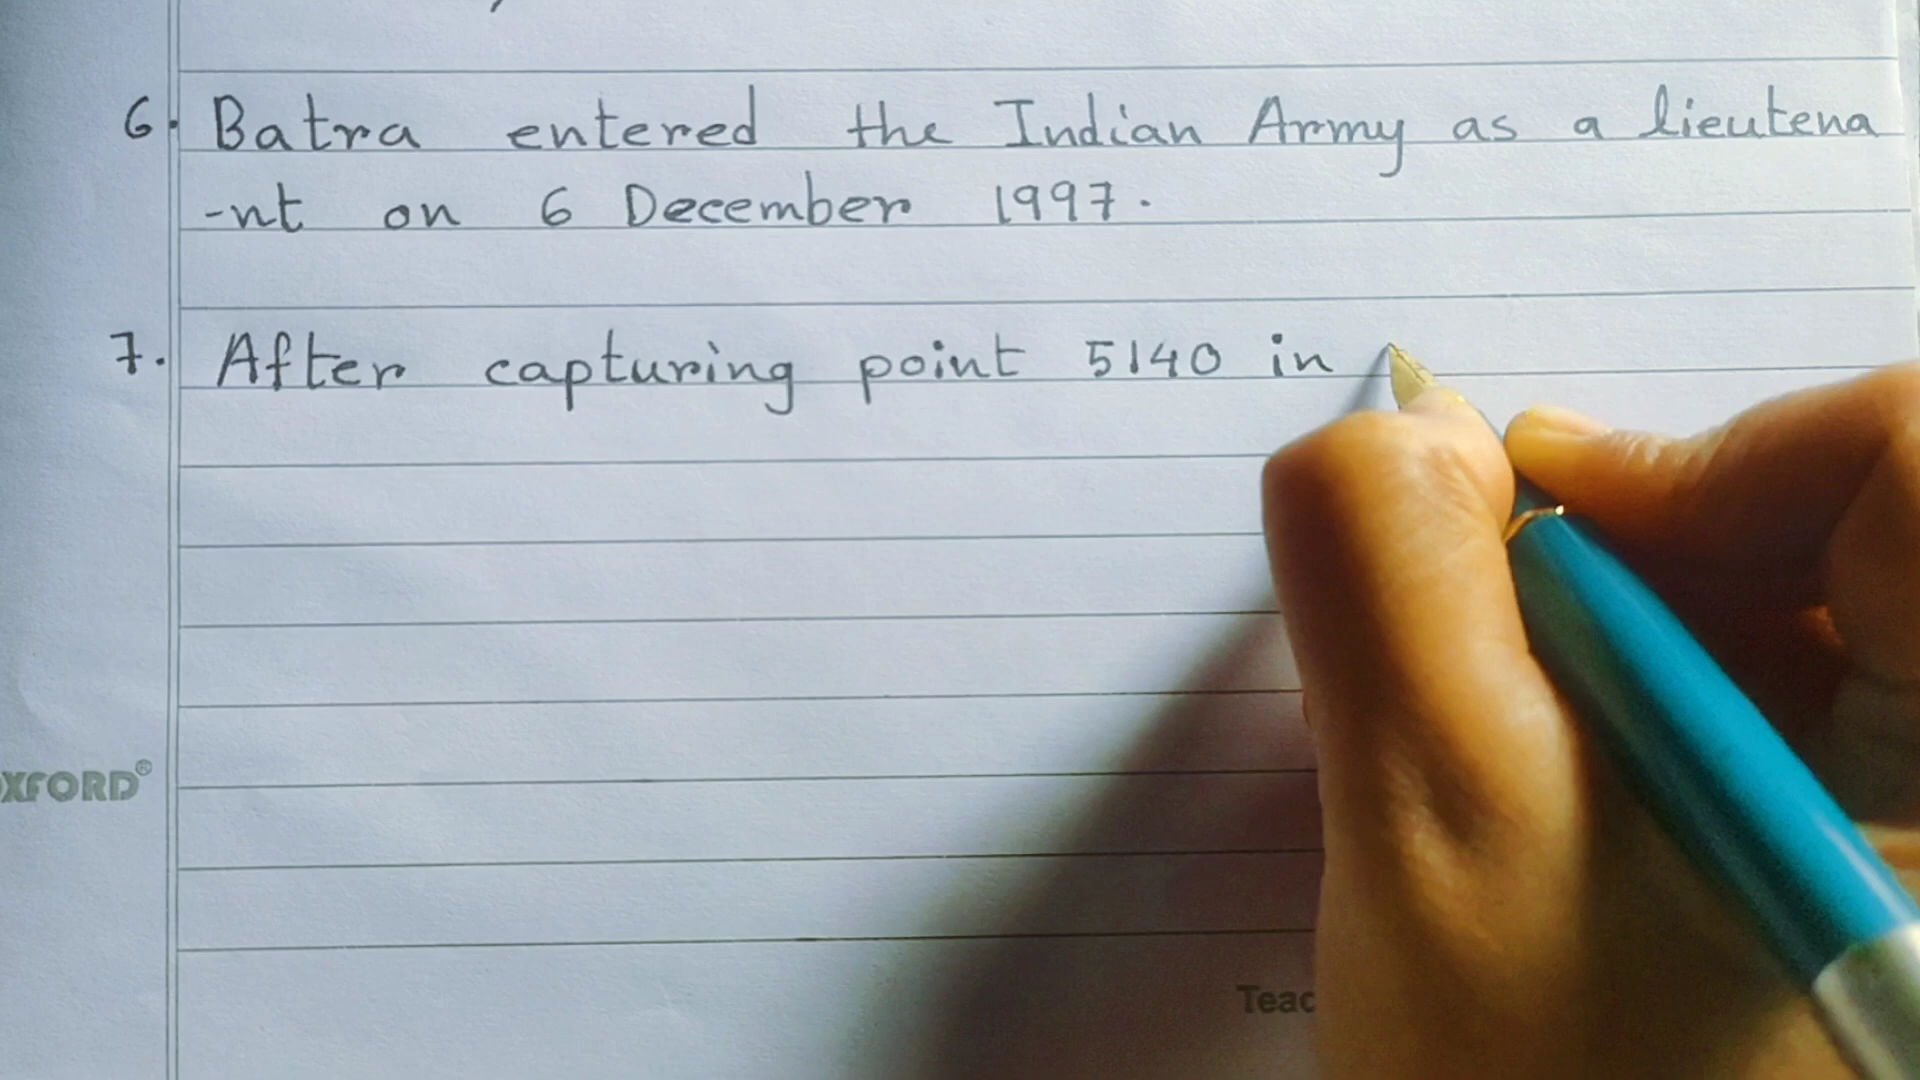 6. Batra entered the Indian Army as a lieutena
-nt on 6 December 1997.
7. After capturing point 5140 in
XFORD®
Teac